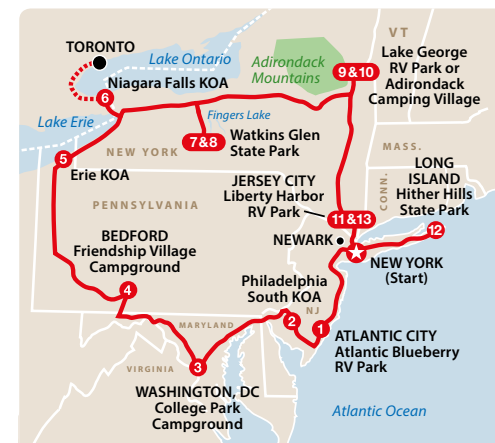 TORONTO
Lake Ontario
Adirondack
Mountains
VT
9 & 10
Lake George
RV Park or
Adirondack
Camping Village
Niagara Falls KOA
6
Lake Erie
Fingers Lake
7 & 8
Watkins Glen
State Park
NEW YORK
MASS.
5
Erie KOA
CONN.
LONG
ISLAND
Hither Hills
State Park
JERSEY CITY
Liberty Harbor
RV Park
11 & 13
PENNSYLVANIA
12
NEWARK
NEW YORK
(Start)
BEDFORD
Friendship Village
Campground
4
Philadelphia
South KOA
NJ
2
1
MARYLAND
ATLANTIC CITY
Atlantic Blueberry
RV Park
VIRGINIA
3
WASHINGTON, DC
College Park
Campground
Atlantic Ocean